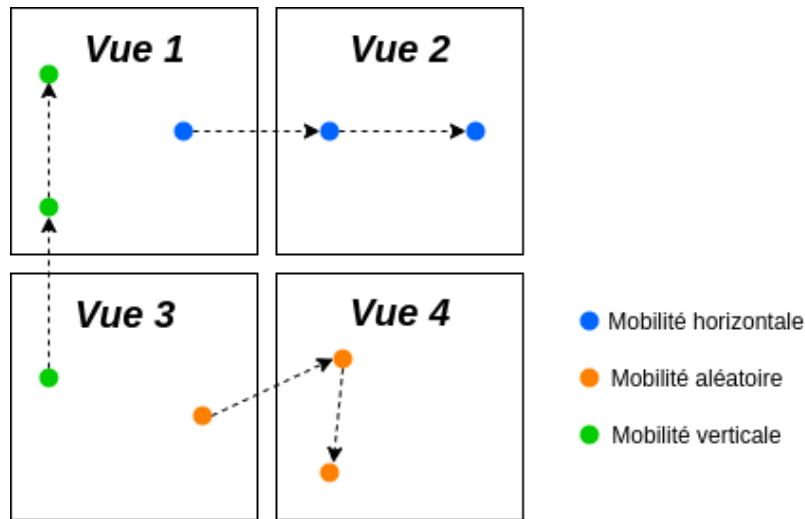 Vue 1
Vue 2
Vue 3
Vue 4
Mobilité horizontale
Mobilité aléatoire
Mobilité verticale